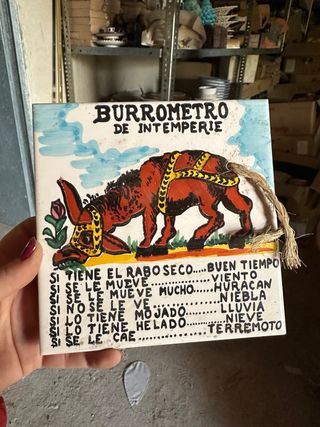 BURROMETRO
DE INTEMPERIE
SI TIENE EL RABO SECO....BUEN TIEMPO
SI SE LE MUEVE..........VIENTO
SI SE LE MUEVE MUCHO.....HURACAN
SI NO SE LE VE..........NIEBLA
SI LO TIENE MOJADO.......LLUVIA
SI LO TIENE HELADO.......NIEVE
SI SE LE CAE..........TERREMOTO